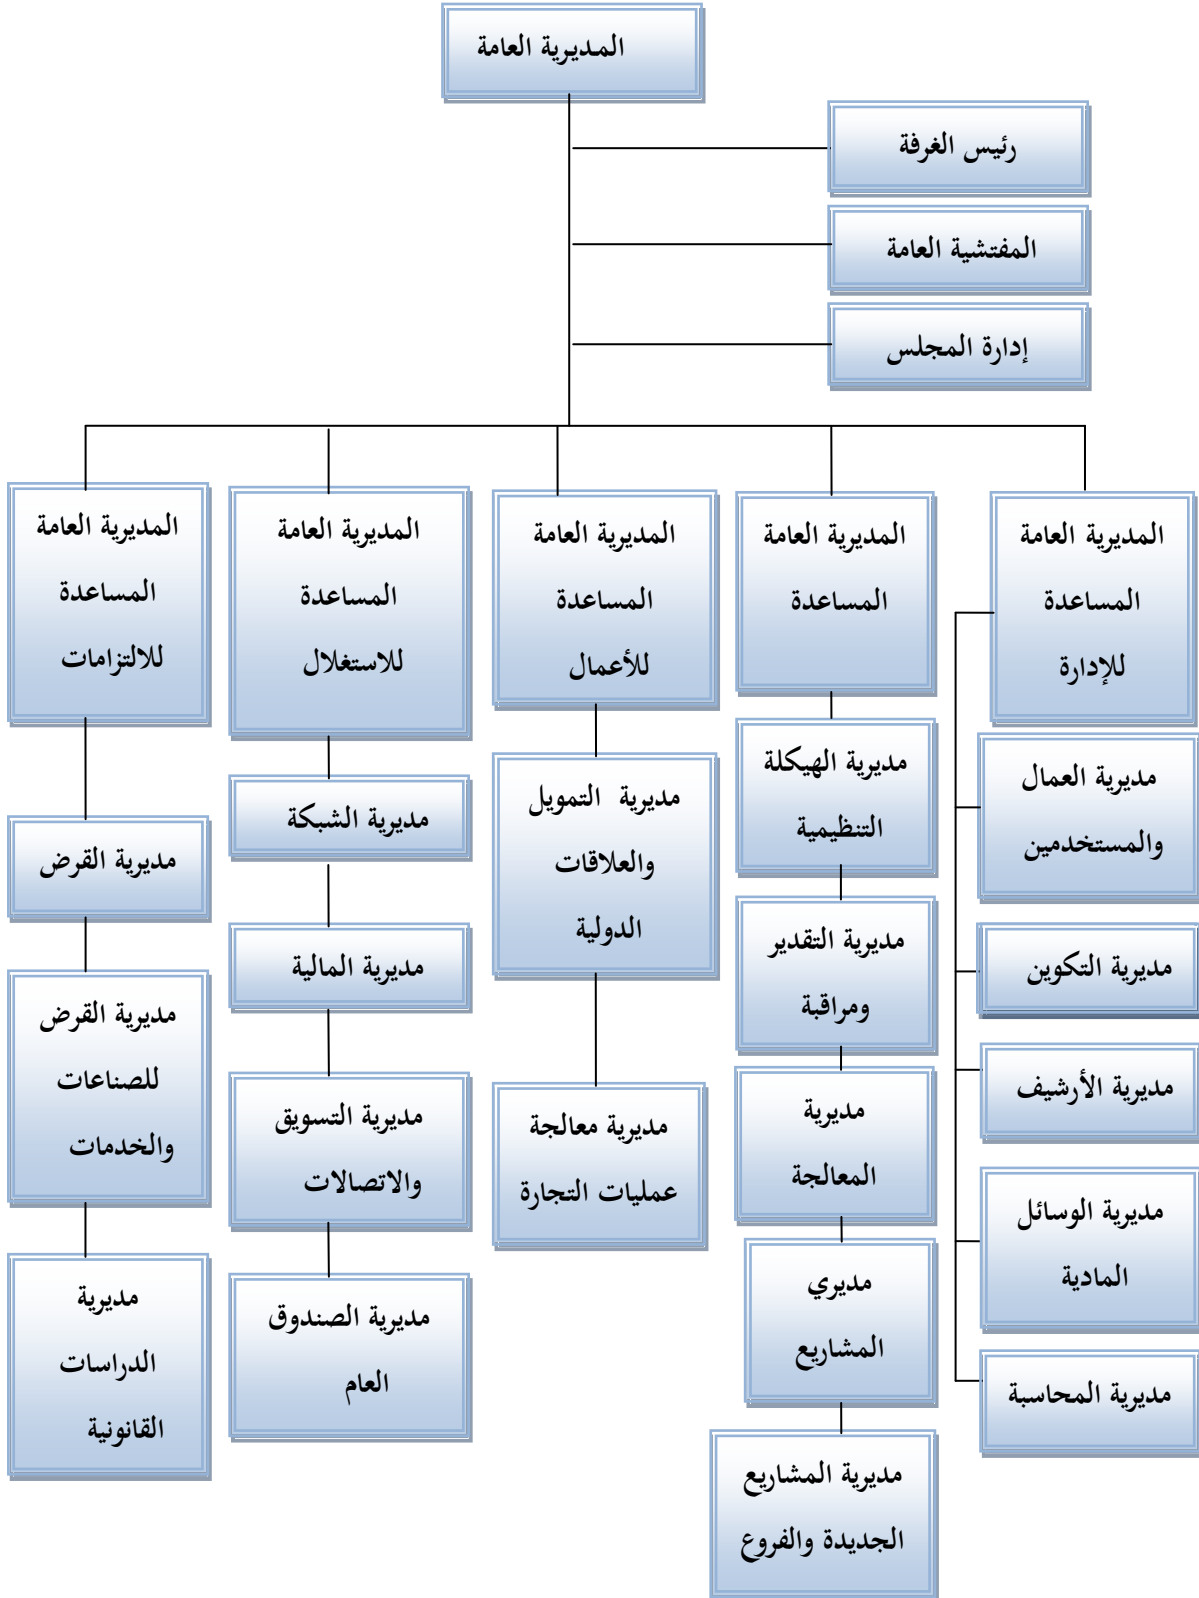 المديرية العامة
رئيس الغرفة
المفتشية العامة
إدارة المجلس
المديرية العامة
المساعدة
للإدارة
مديرية العمال
والمستخدمين
مديرية التكوين
مديرية الأرشيف
مديرية الوسائل
المادية
مديرية المحاسبة
المديرية العامة
المساعدة
مديرية الهيكلة
التنظيمية
مديرية التقدير
ومراقبة
مديرية
المعالجة
مديري
المشاريع
مديرية المشاريع
الجديدة والفروع
المديرية العامة
المساعدة
للأعمال
مديرية التمويل
والعلاقات
الدولية
مديرية معالجة
عمليات التجارة
المديرية العامة
المساعدة
للاستغلال
مديرية الشبكة
مديرية المالية
مديرية التسويق
والاتصالات
مديرية الصندوق
العام
المديرية العامة
المساعدة
للالتزامات
مديرية القرض
مديرية القرض
للصناعات
والخدمات
مديرية
الدراسات
القانونية